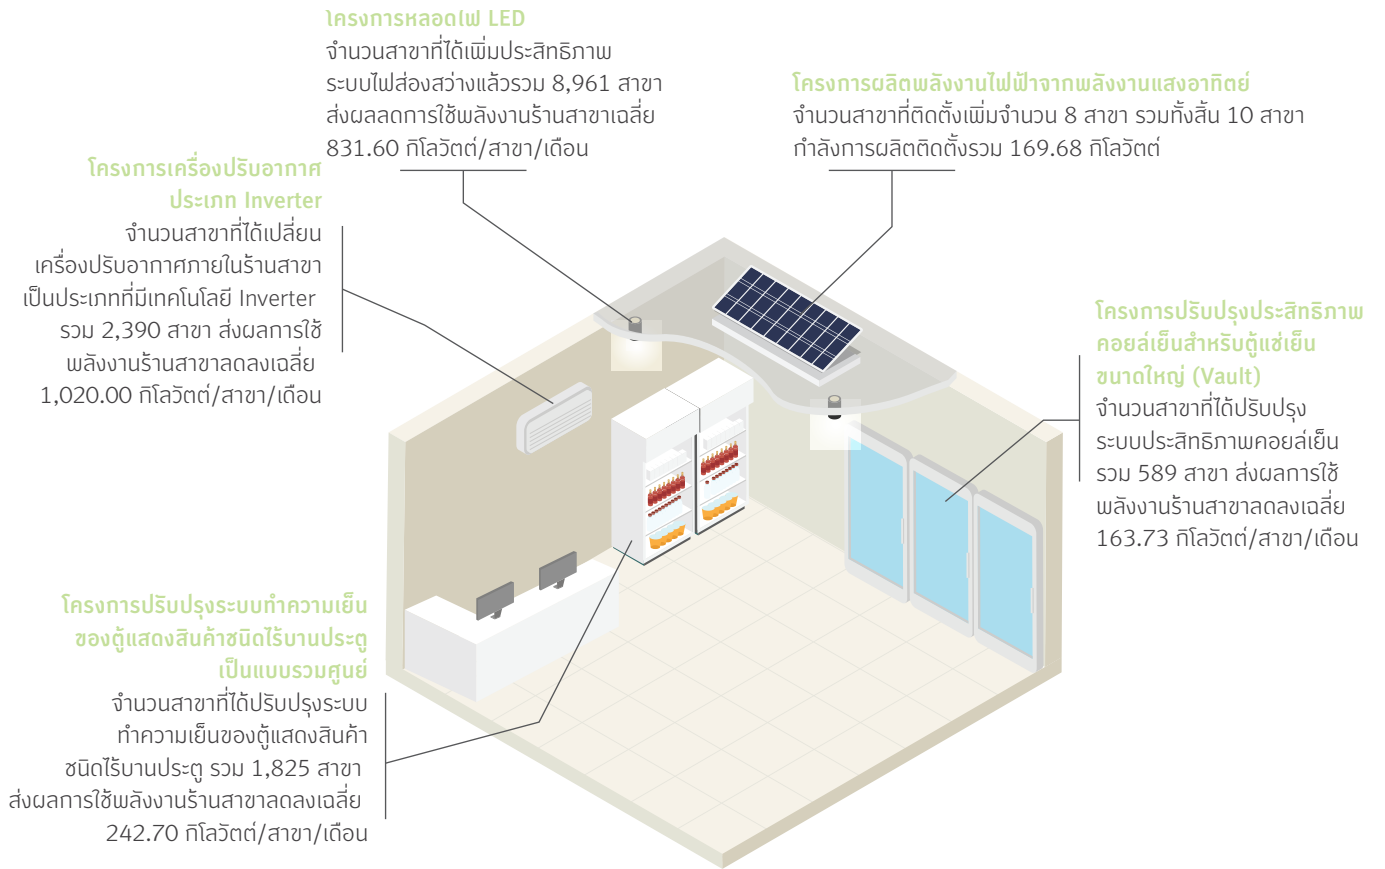 โครงการหลอดไฟ LED
จำนวนสาขาที่ได้เพิ่มประสิทธิภาพ
ระบบไฟส่องสว่างแล้วรวม 8,961 สาขา
ส่งผลลดการใช้พลังงานร้านสาขาเฉลี่ย
831.60 กิโลวัตต์/สาขา/เดือน
โครงการผลิตพลังงานไฟฟ้าจากพลังงานแสงอาทิตย์
จำนวนสาขาที่ติดตั้งเพิ่มจำนวน 8 สาขา รวมทั้งสิ้น 10 สาขา
กำลังการผลิตติดตั้งรวม 169.68 กิโลวัตต์
โครงการเครื่องปรับอากาศ
ประเภท Inverter
จำนวนสาขาที่ได้เปลี่ยน
เครื่องปรับอากาศภายในร้านสาขา
เป็นประเภทที่มีเทคโนโลยี Inverter
รวม 2,390 สาขา ส่งผลการใช้
พลังงานร้านสาขาลดลงเฉลี่ย
1,020.00 กิโลวัตต์/สาขา/เดือน
โครงการปรับปรุงประสิทธิภาพ
คอยล์เย็นสำหรับตู้แช่เย็น
ขนาดใหญ่ (Vault)
จำนวนสาขาที่ได้ปรับปรุง
ระบบประสิทธิภาพคอยล์เย็น
รวม 589 สาขา ส่งผลการใช้
พลังงานร้านสาขาลดลงเฉลี่ย
163.73 กิโลวัตต์/สาขา/เดือน
โครงการปรับปรุงระบบทำความเย็น
ของตู้แสดงสินค้าชนิดไร้บานประตู
เป็นแบบรวมศูนย์
จำนวนสาขาที่ได้ปรับปรุงระบบ
ทำความเย็นของตู้แสดงสินค้า
ชนิดไร้บานประตู รวม 1,825 สาขา
ส่งผลการใช้พลังงานร้านสาขาลดลงเฉลี่ย
242.70 กิโลวัตต์/สาขา/เดือน